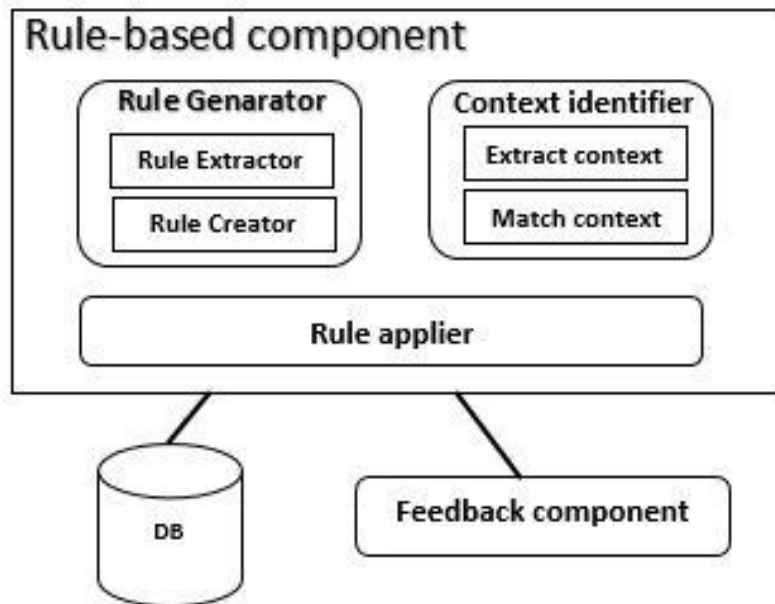 Rule-based component
Rule Genarator
Rule Extractor
Rule Creator
Context identifier
Extract context
Match context
Rule applier
DB
Feedback component